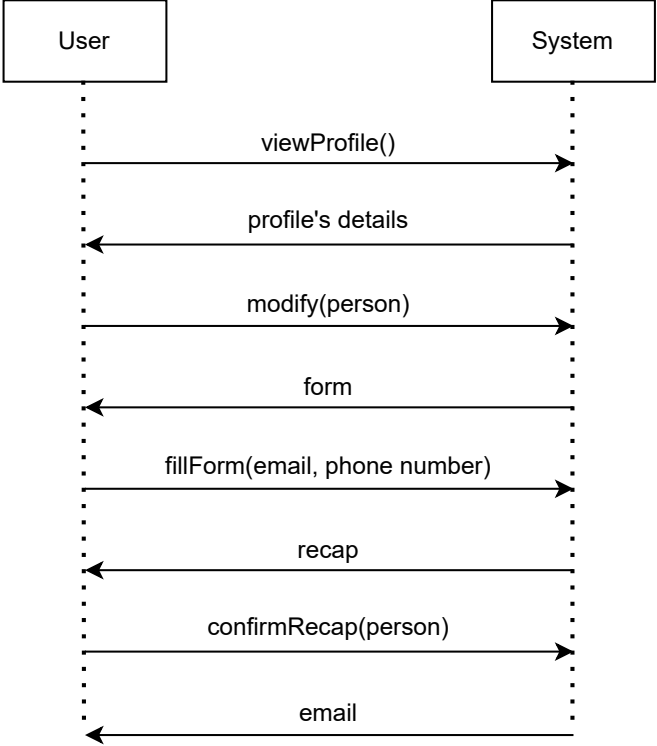 User
System
viewProfile()
profile's details
modify(person)
form
fillForm(email, phone number)
recap
confirmRecap(person)
email